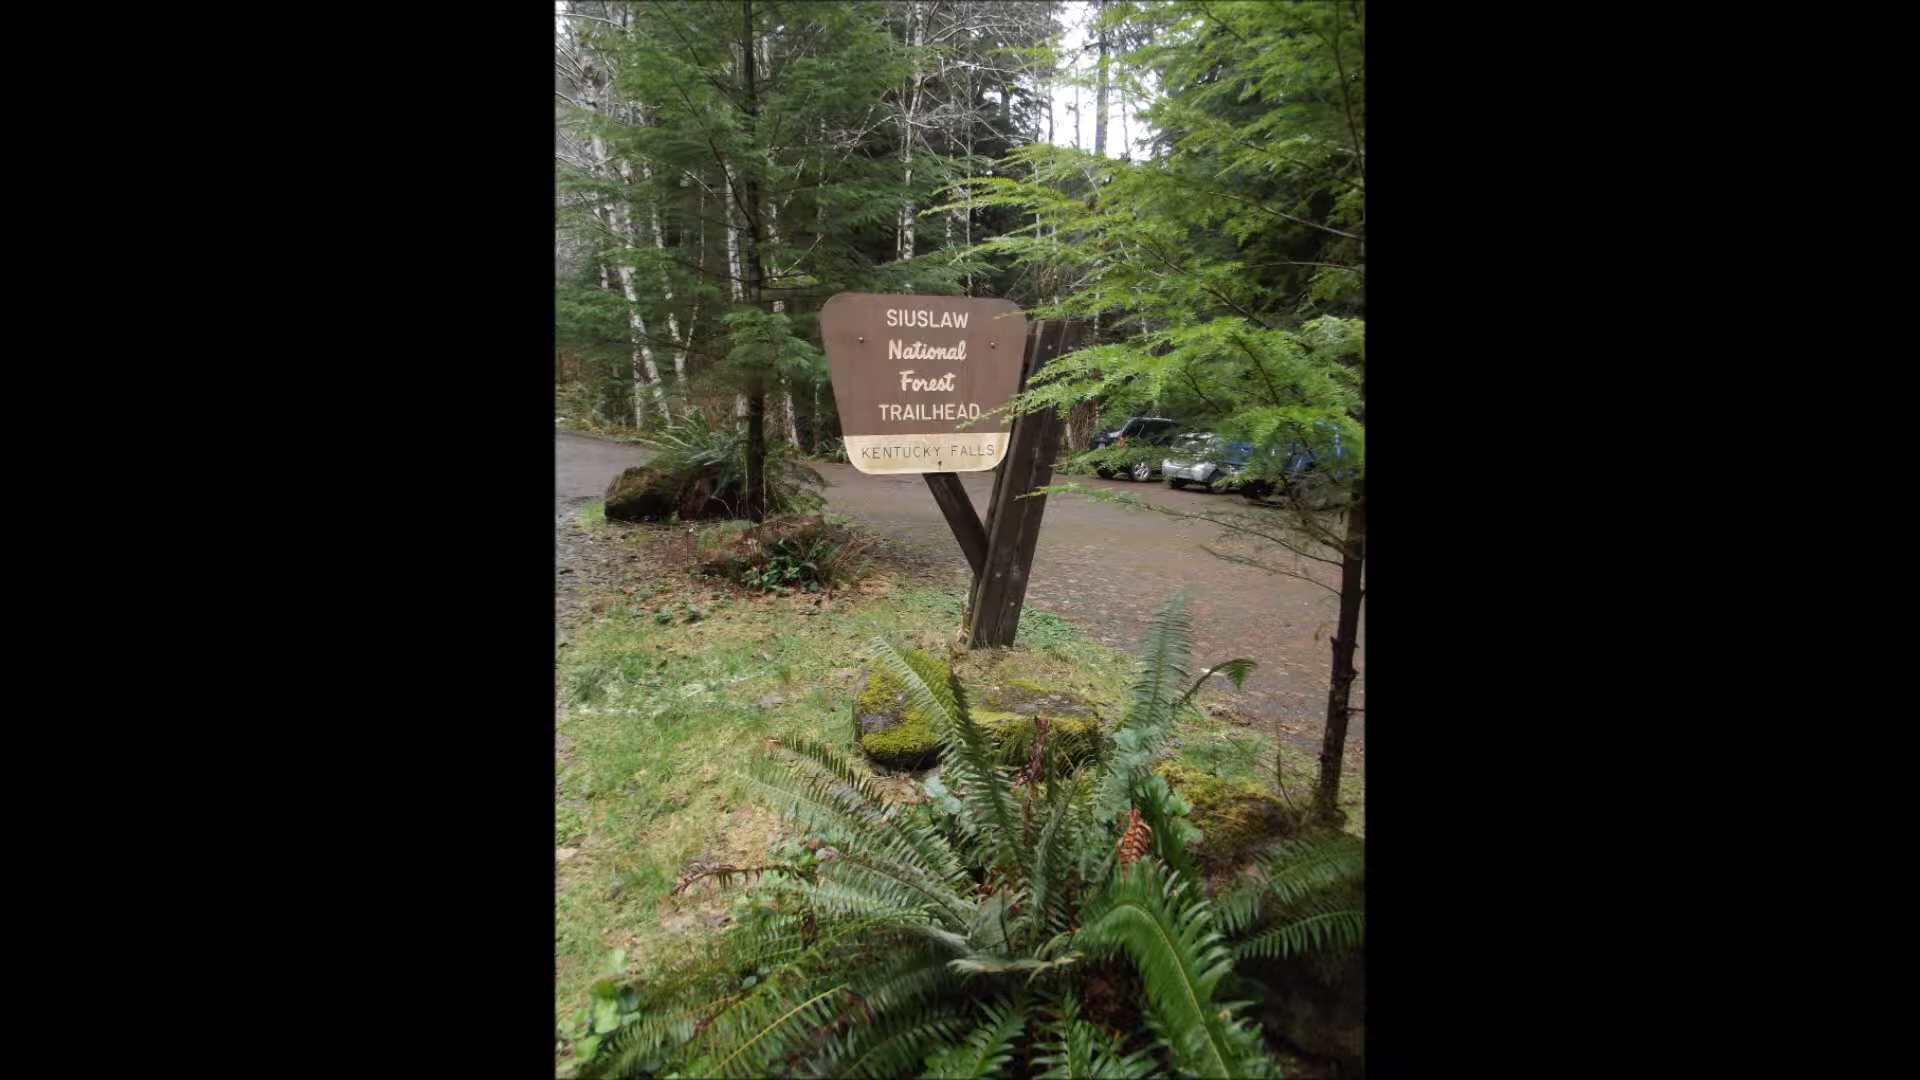 SIUSLAW
National
Forest
TRAILHEAD
KENTUCKY FALLS